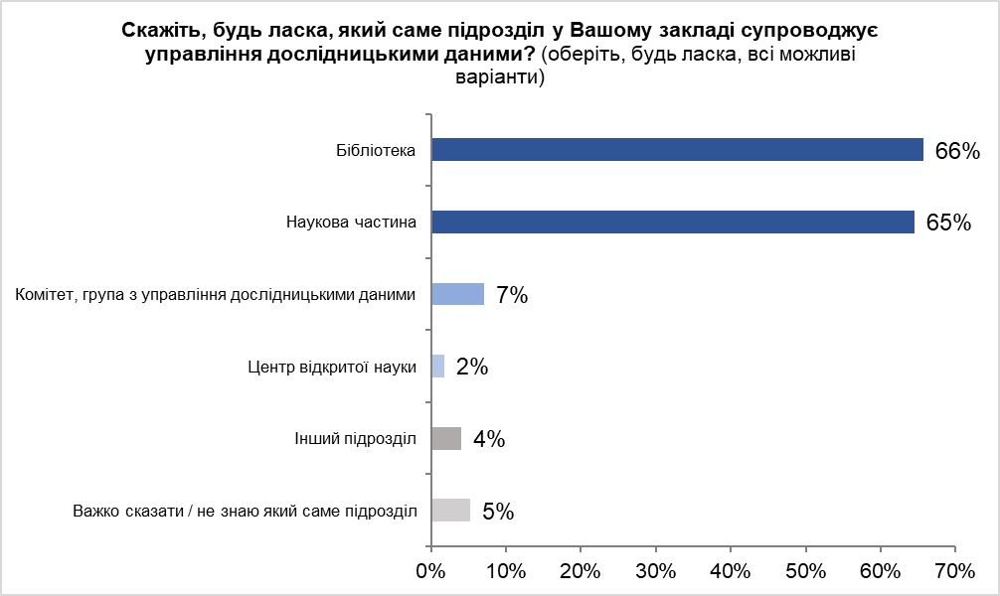 Скажіть, будь ласка, який саме підрозділ у Вашому закладі супроводжує
управління дослідницькими даними? (оберіть, будь ласка, всі можливі
варіанти)
Бібліотека 66%
Наукова частина 65%
Комітет, група з управління дослідницькими даними 7%
Центр відкритої науки 2%
Інший підрозділ 4%
Важко сказати / не знаю який саме підрозділ 5%
0% 10% 20% 30% 40% 50% 60% 70%